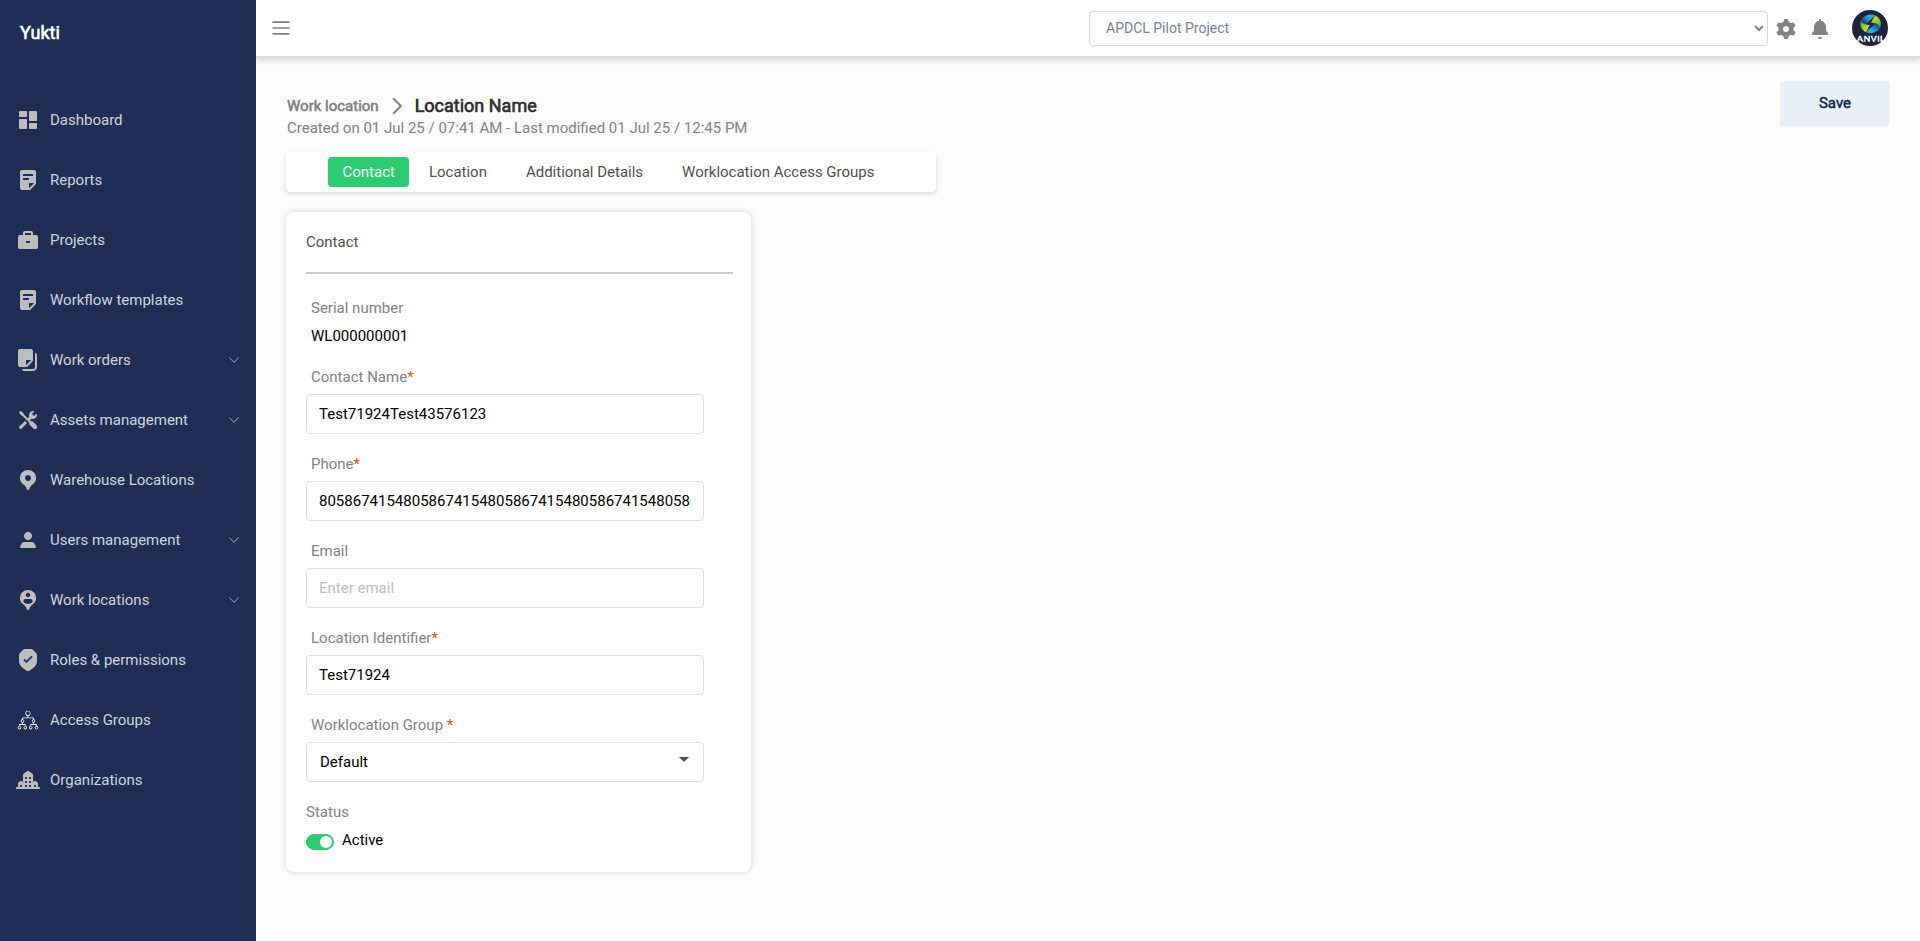 Yukti
APDCL Pilot Project
ANVIL
Dashboard
Reports
Projects
Workflow templates
Work orders
Assets management
Warehouse Locations
Users management
Work locations
Roles & permissions
Access Groups
Organizations
Work location > Location Name
Created on 01 Jul 25 / 07:41 AM - Last modified 01 Jul 25 / 12:45 PM
Save
Contact Location Additional Details Worklocation Access Groups
Contact
Serial number
WL000000001
Contact Name*
Test71924Test43576123
Phone*
80586741548058674154805867415480586741548058
Email
Enter email
Location Identifier*
Test71924
Worklocation Group *
Default
Status
Active